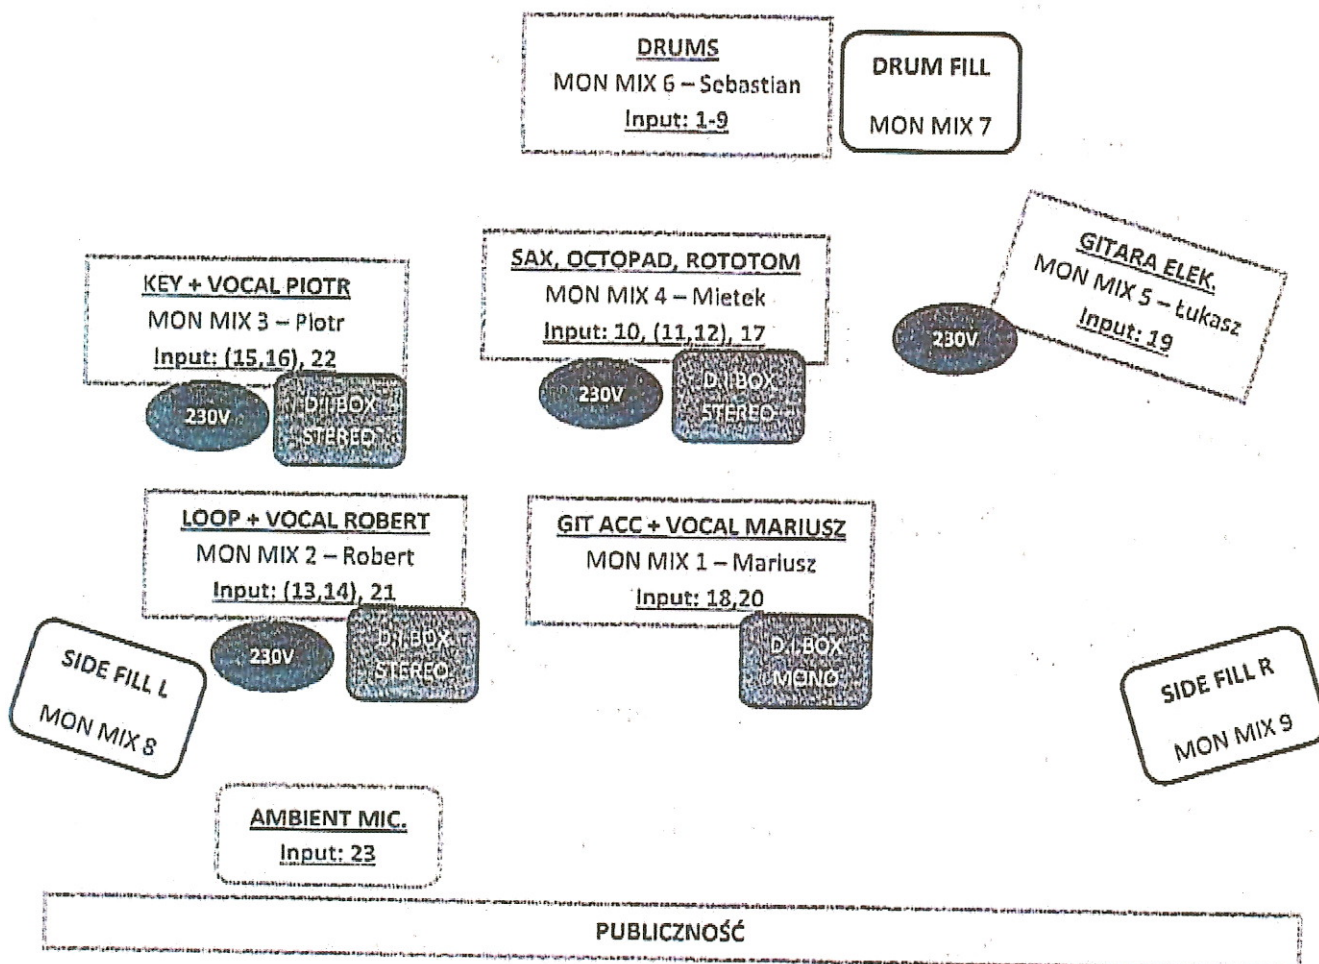 DRUMS
MON MIX 6 – Sebastian
Input: 1-9
DRUM FILL
MON MIX 7
KEY + VOCAL PIOTR
MON MIX 3 – Piotr
Input: (15,16), 22
230V
D.I BOX
STEREO
SAX, OCTOPAD, ROTOTOM
MON MIX 4 – Mietek
Input: 10, (11,12), 17
230V
D.I BOX
STEREO
GITARA ELEK.
MON MIX 5 – Łukasz
Input: 19
230V
LOOP + VOCAL ROBERT
MON MIX 2 – Robert
Input: (13,14), 21
230V
D.I BOX
STEREO
GIT ACC + VOCAL MARIUSZ
MON MIX 1 – Mariusz
Input: 18,20
D.I BOX
MONO
SIDE FILL L
MON MIX 8
SIDE FILL R
MON MIX 9
AMBIENT MIC.
Input: 23
PUBLICZNOŚĆ